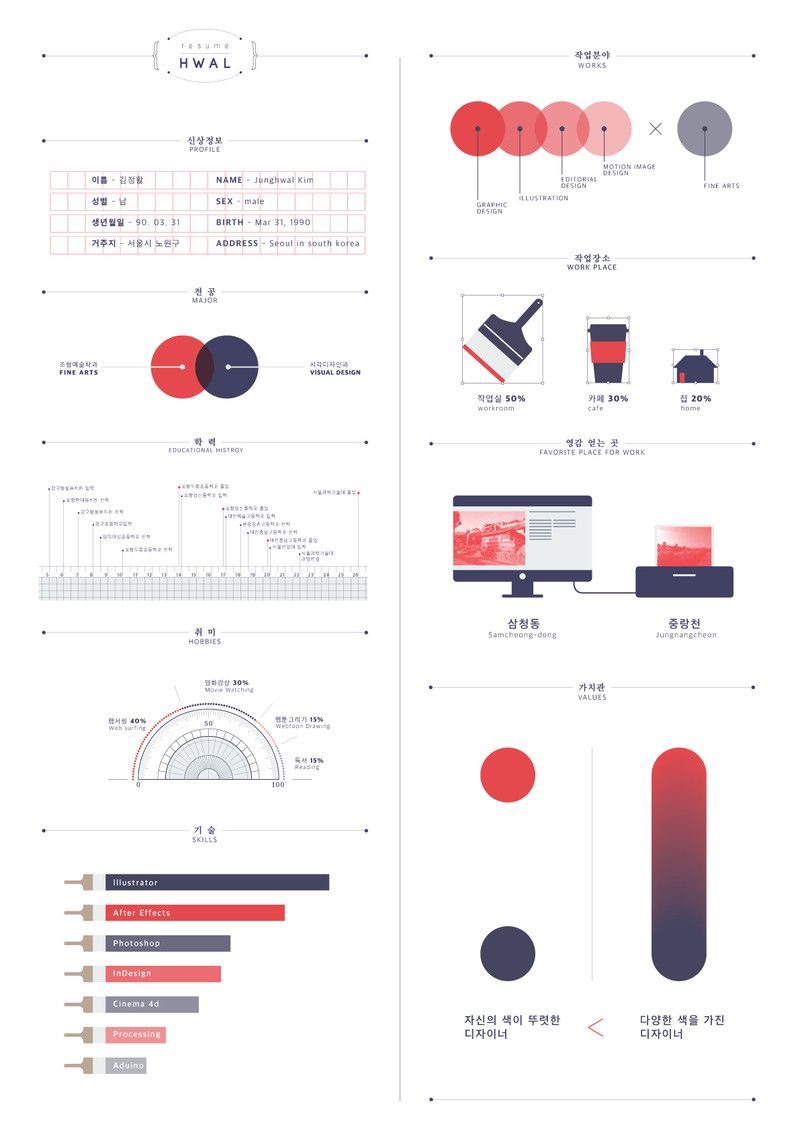 resume
HWAL
신상정보
PROFILE
이름 - 김정활
NAME - Junghwal Kim
성별 - 남
SEX - male
생년월일 - 90. 03. 31
BIRTH - Mar 31, 1990
거주지 - 서울시 노원구
ADDRESS - Seoul in south korea
전 공
MAJOR
조형예술학과
FINE ARTS
시각디자인과
VISUAL DESIGN
학 력
EDUCATIONAL HISTROY
5 6 7 8 9 10 11 12 13 14 15 16 17 18 19 20 21 22 23 24 25 26
취 미
HOBBIES
영화감상 30%
Movie Watching
웹서핑 40%
Web surfing
웹툰그리기 15%
Webtoon Drawing
독서 15%
Reading
50
0
100
기 술
SKILLS
Illustrator
After Effects
Photoshop
InDesign
Cinema 4d
Processing
Aduino
작업분야
WORKS
MOTION IMAGE
DESIGN
EDITORIAL
DESIGN
ILLUSTRATION
GRAPHIC
DESIGN
FINE ARTS
작업장소
WORK PLACE
작업실 50%
workroom
카페 30%
cafe
집 20%
home
영감 얻는 곳
FAVORITE PLACE FOR WORK
삼청동
Samcheong-dong
중랑천
Jungnangcheon
가치관
VALUES
자신의 색이 뚜렷한
디자이너
<
다양한 색을 가진
디자이너